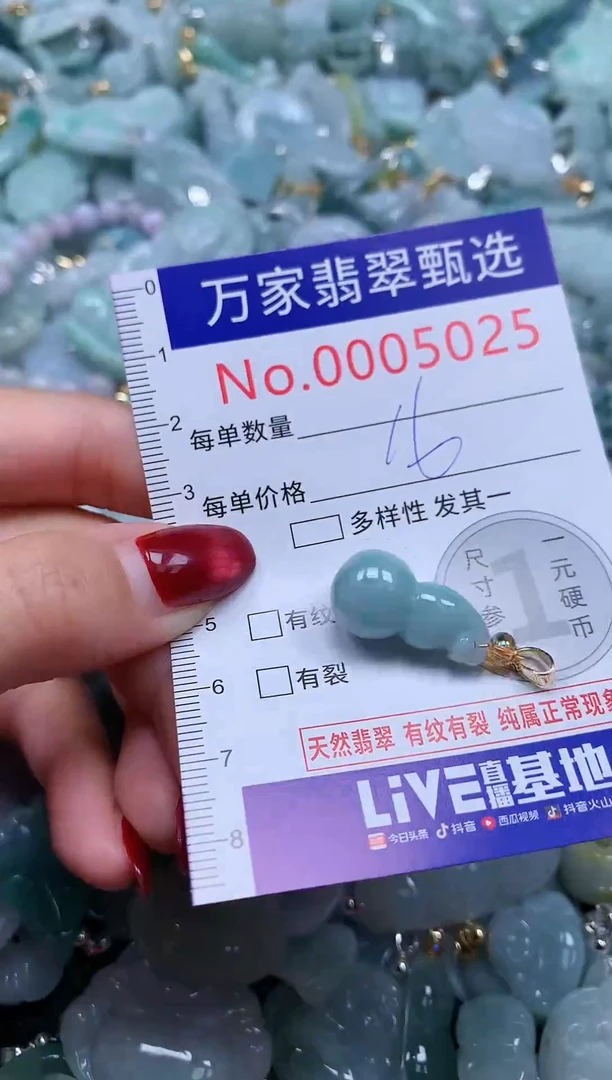 0
万家翡翠甄选
1
No.0005025
2
每单数量
16
3
每单价格
多样性 发其一
尺寸参
1
一元硬币
5
有纹
6
有裂
7
天然翡翠 有纹有裂 纯属正常现象
LiVE直播基地
8
今日头条 抖音 西瓜视频 抖音火山